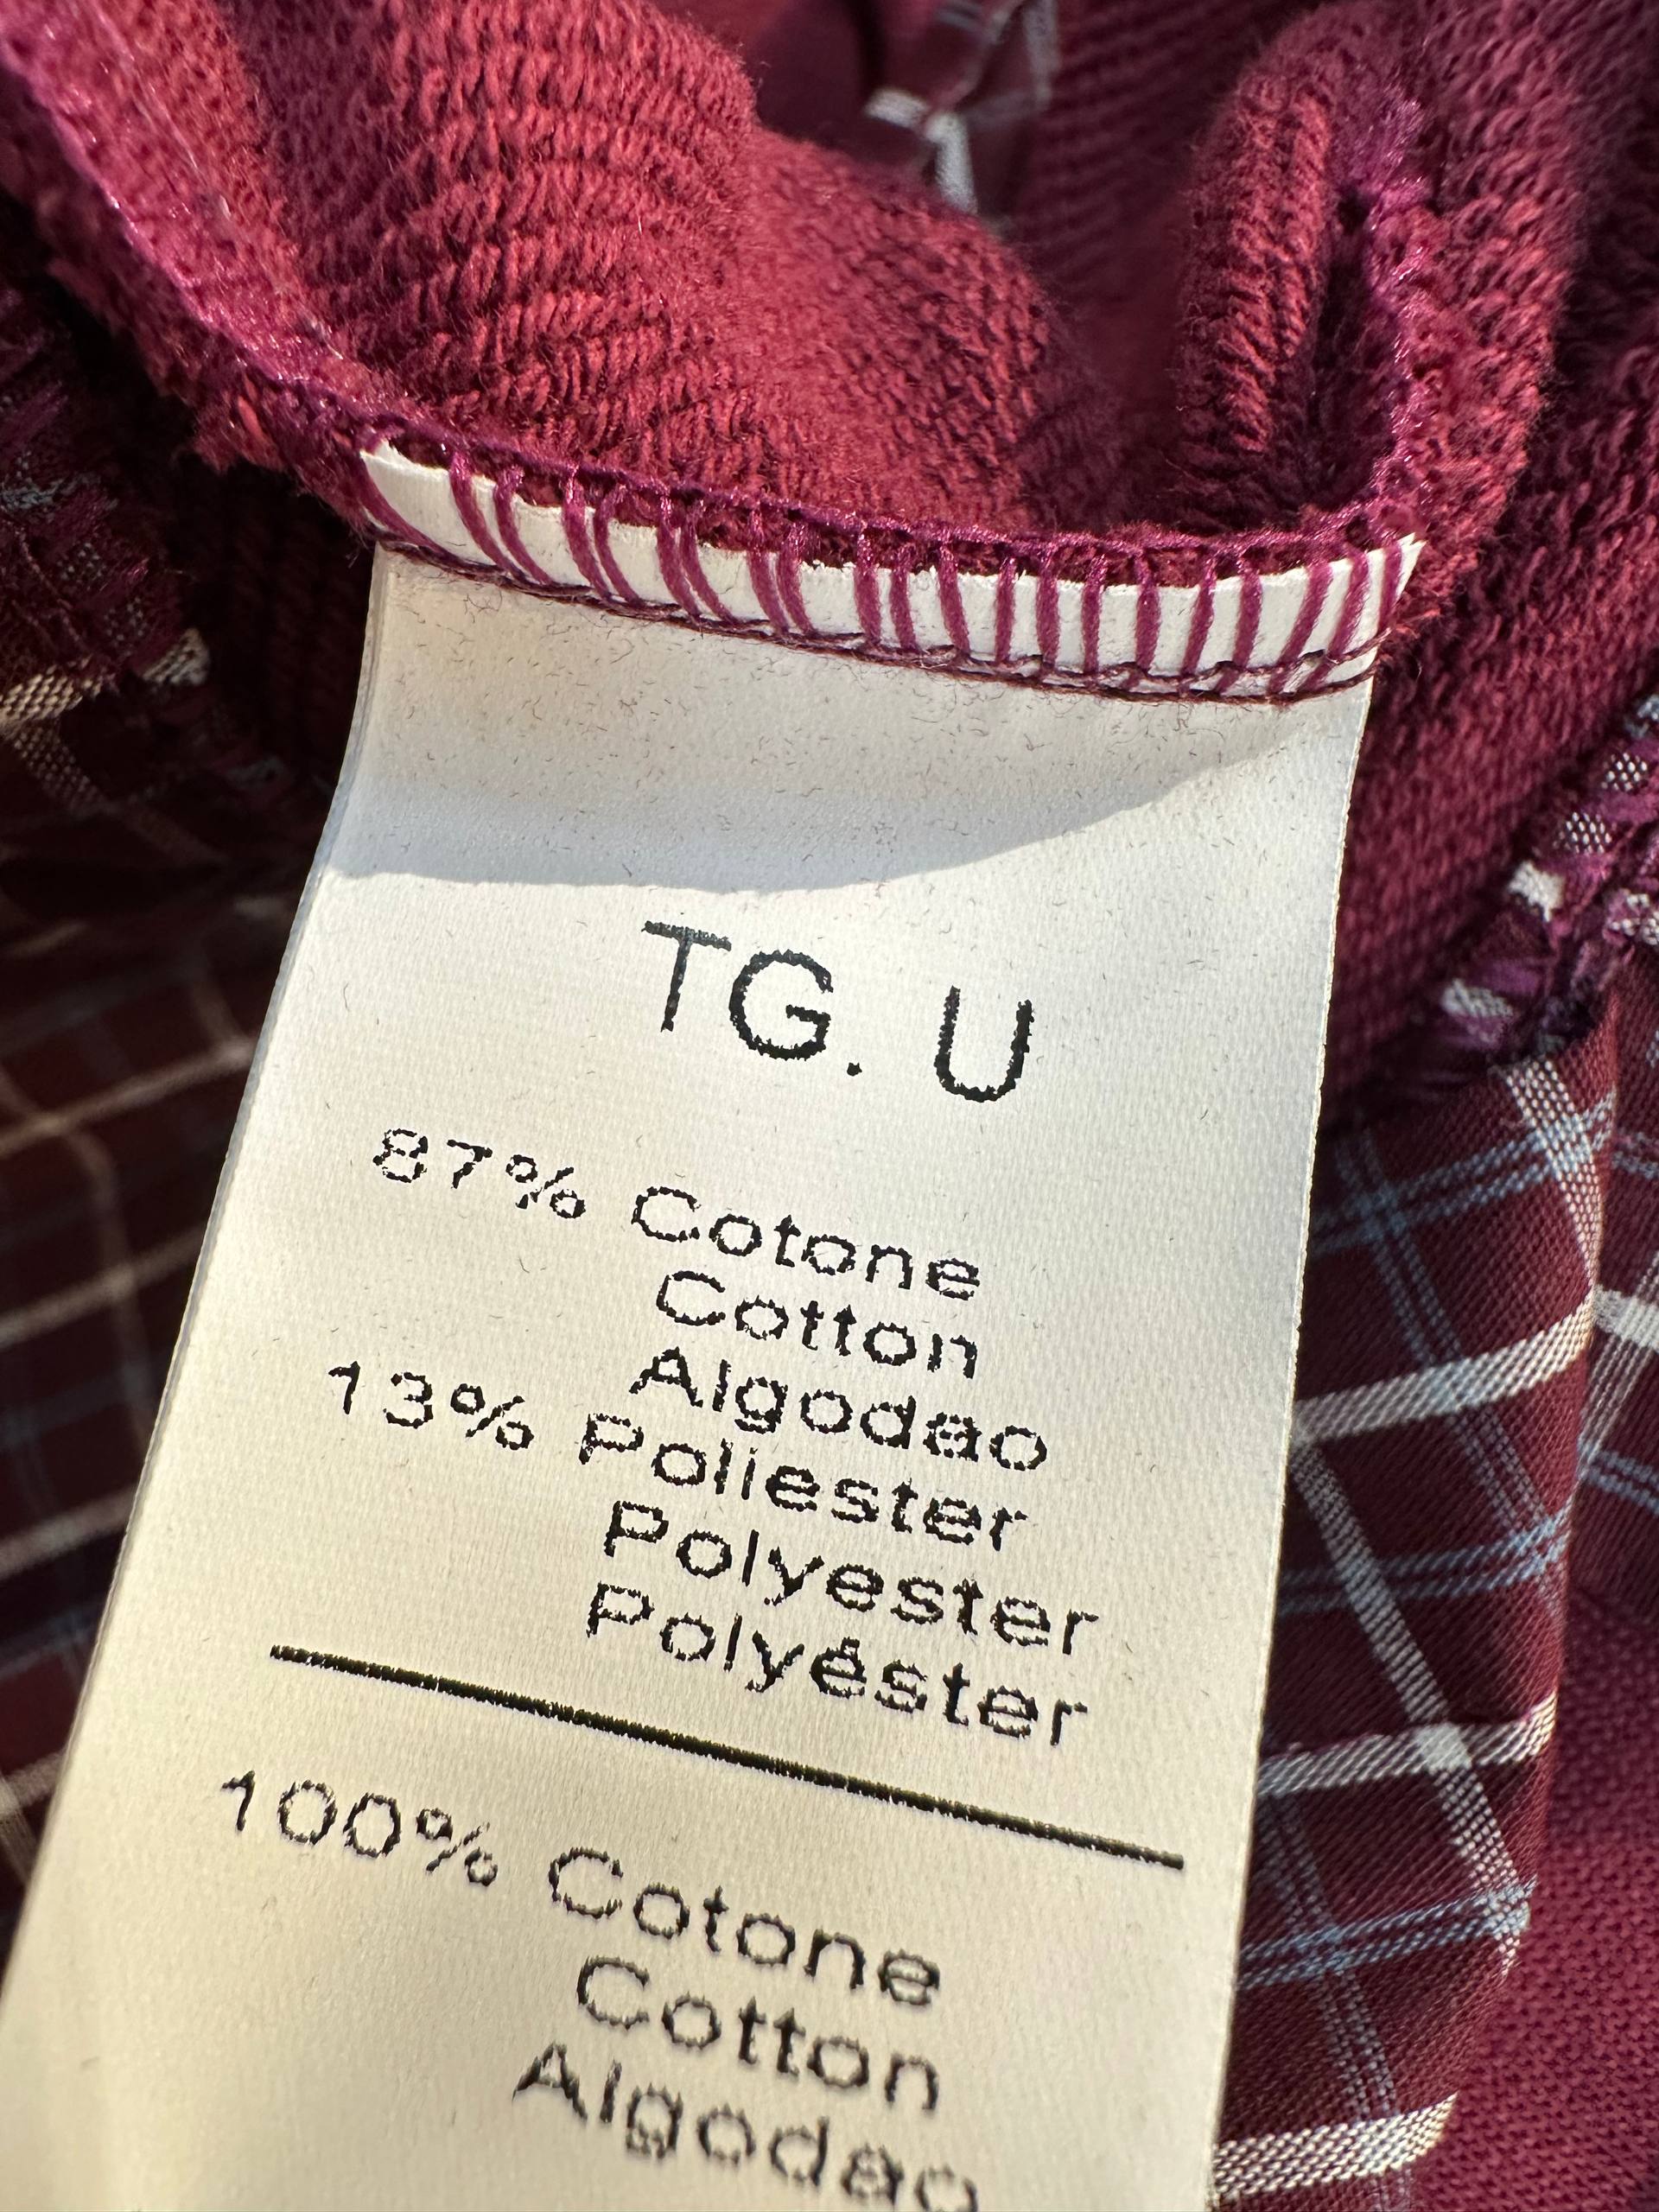 TG. U
87% Cotone
Cotton
Algodao
13% Poliester
Polyester
Polyéster
100% Cotone
Cotton
Algodao